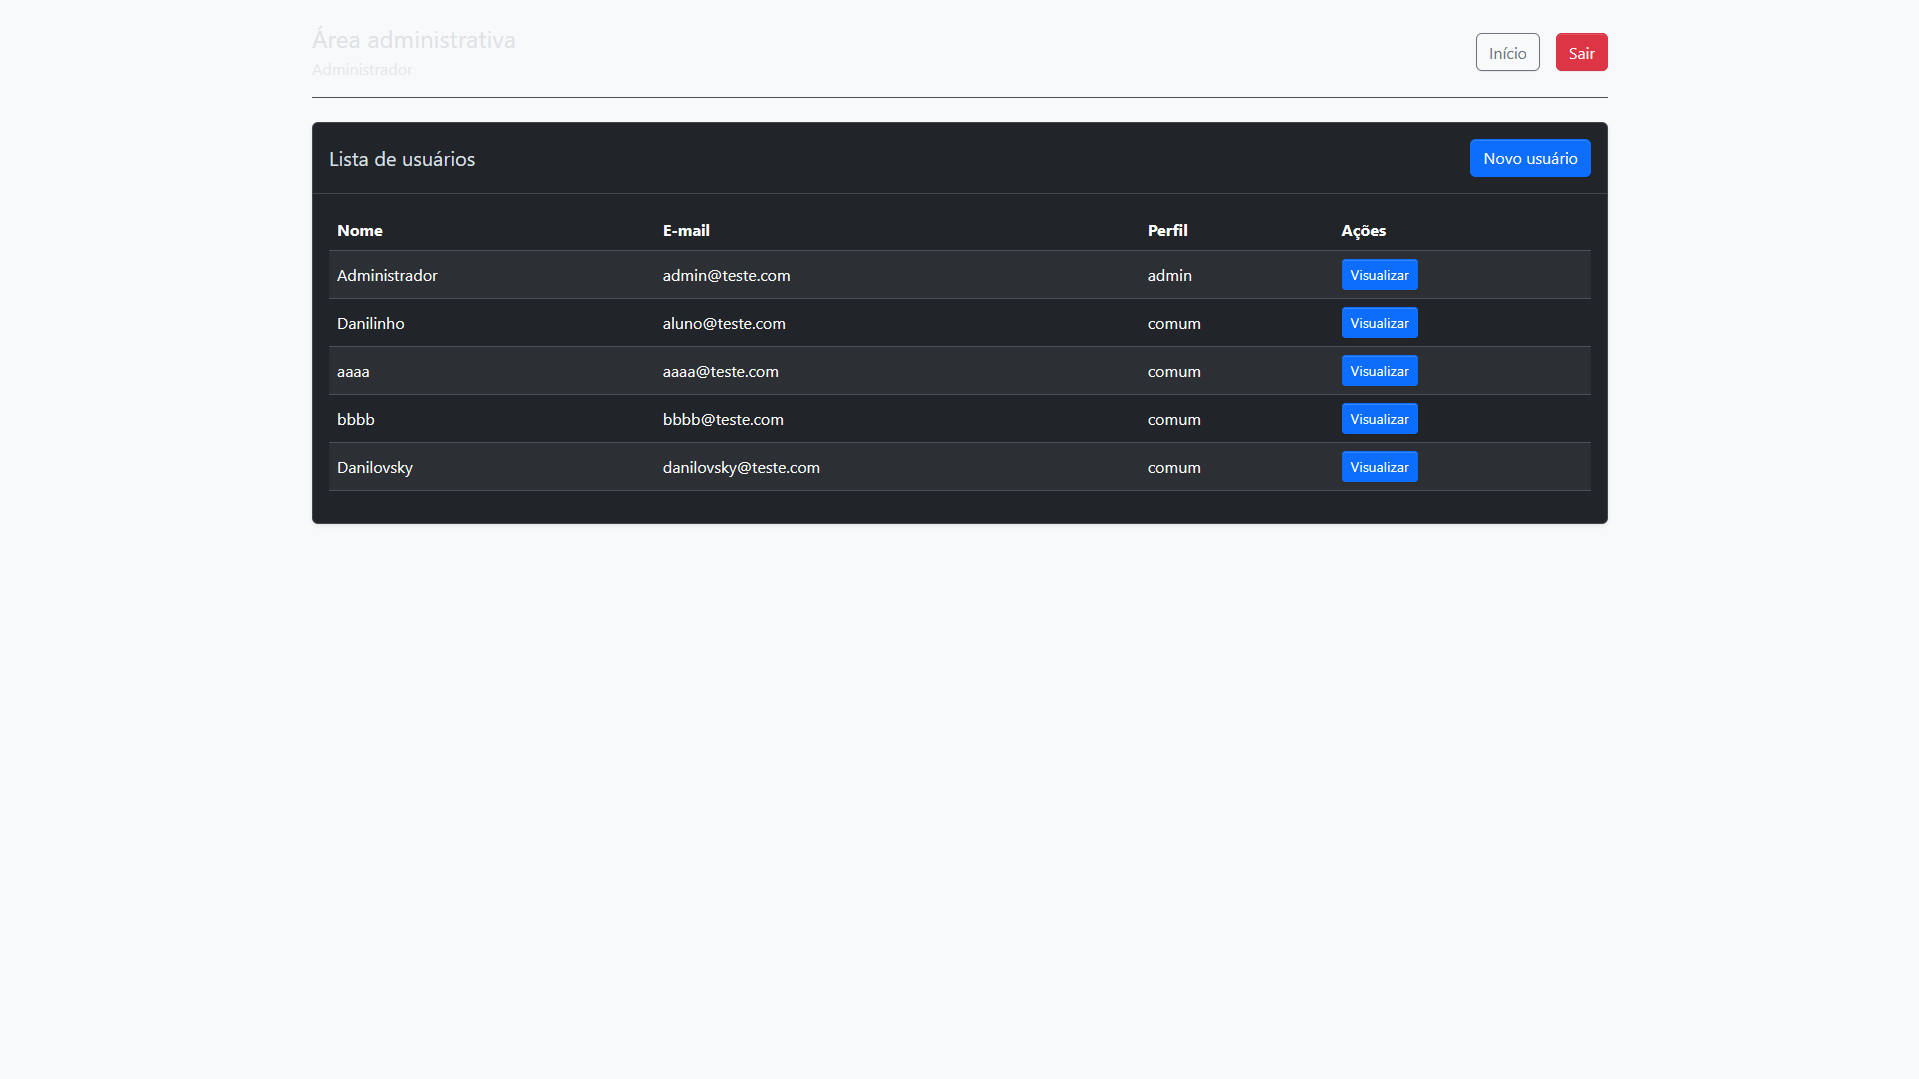 Área administrativa
Administrador
Início Sair
Lista de usuários Novo usuário
Nome E-mail Perfil Ações
Administrador admin@teste.com admin Visualizar
Danilinho aluno@teste.com comum Visualizar
aaaa aaaa@teste.com comum Visualizar
bbbb bbbb@teste.com comum Visualizar
Danilovsky danilovsky@teste.com comum Visualizar